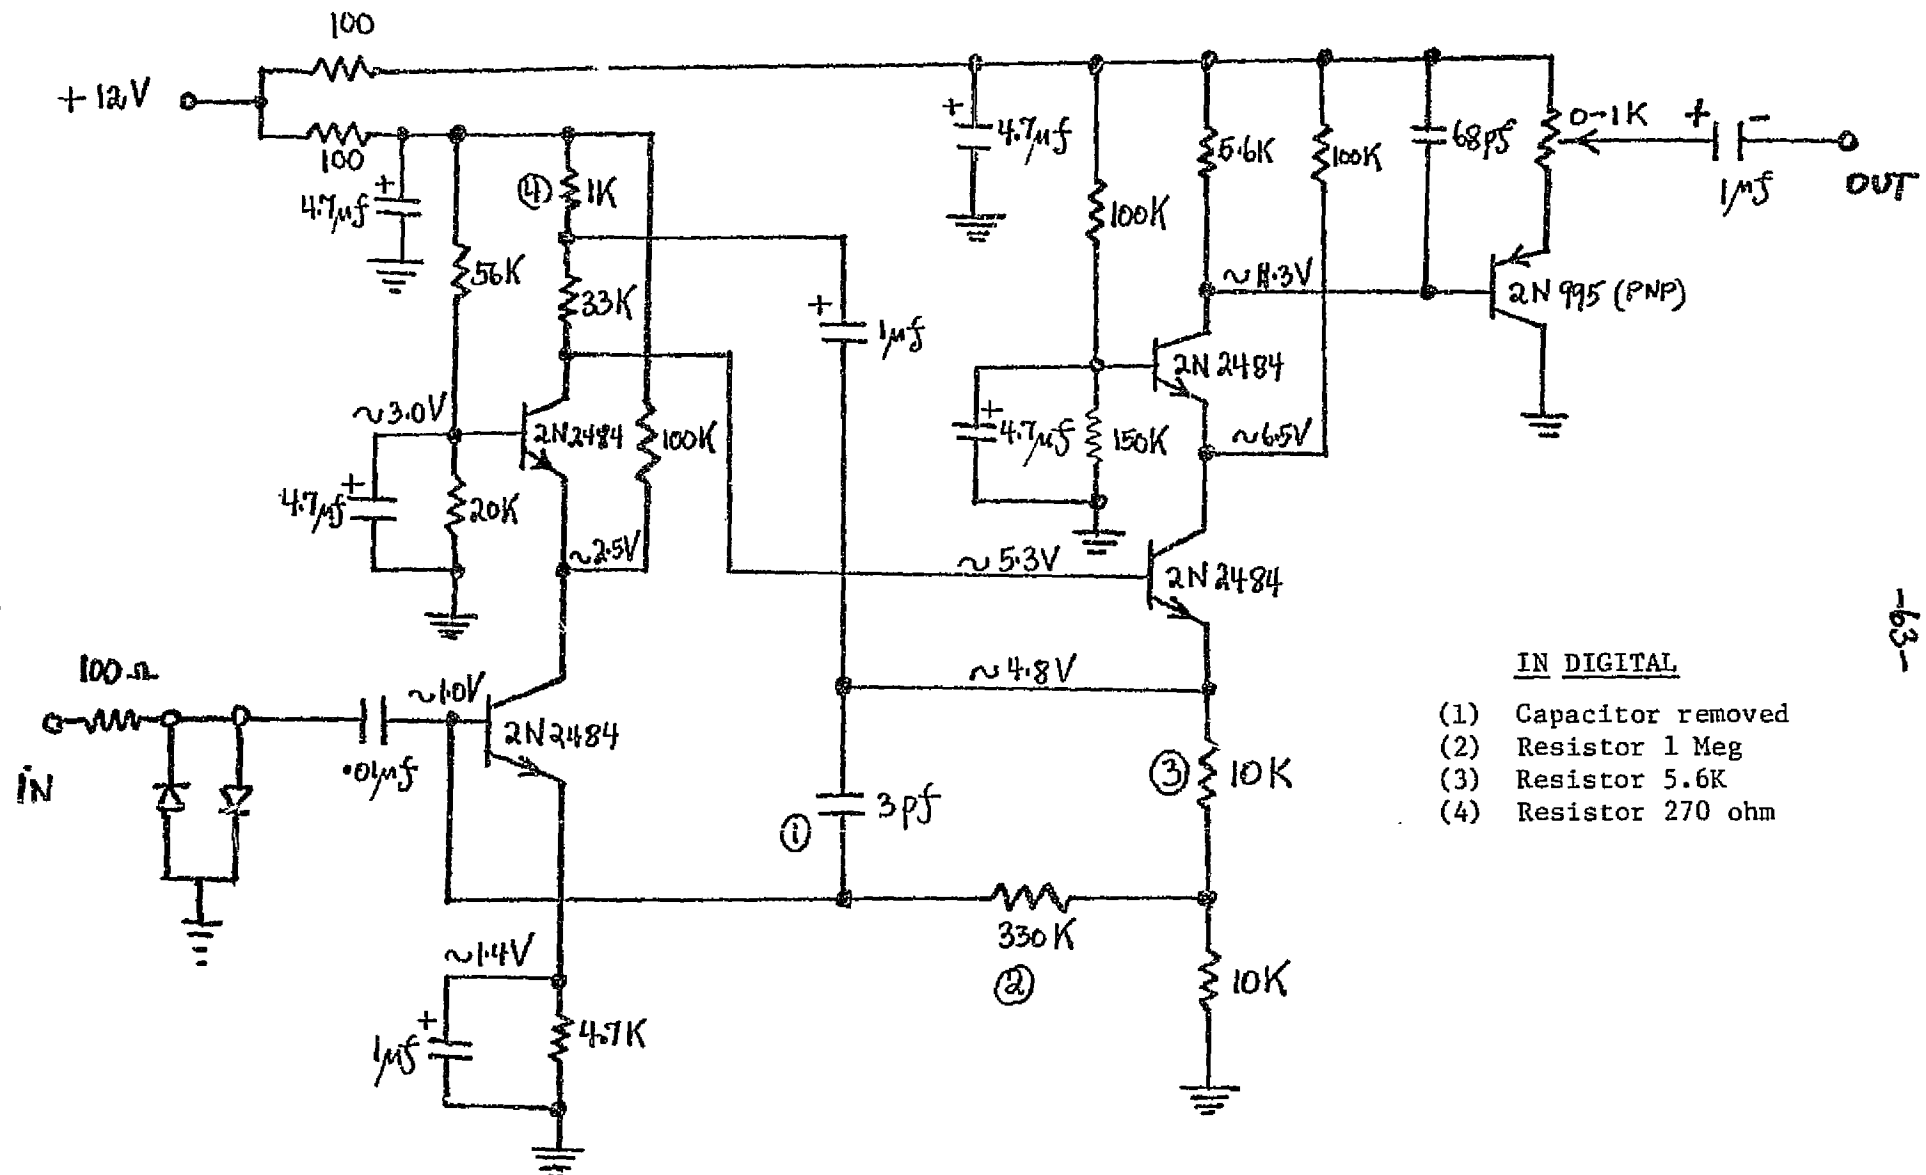 100
+12V
100
4.7µf
56K
④ 1K
33K
~3.0V
2N2484
100K
4.7µf
20K
~2.5V
+
1µf
+
4.7µf
100K
5.6K
100K
68pf
0-1K
+ -
1µf
OUT
2N995 (PNP)
2N2484
+
4.7µf
150K
~6.5V
~5.3V
2N2484
~4.8V
100Ω
IN
.01µf
~1.0V
2N2484
① 3pf
③ 10K
330K
②
10K
~1.4V
+
1µf
IN DIGITAL
(1) Capacitor removed
(2) Resistor 1 Meg
(3) Resistor 5.6K
(4) Resistor 270 ohm
-63-